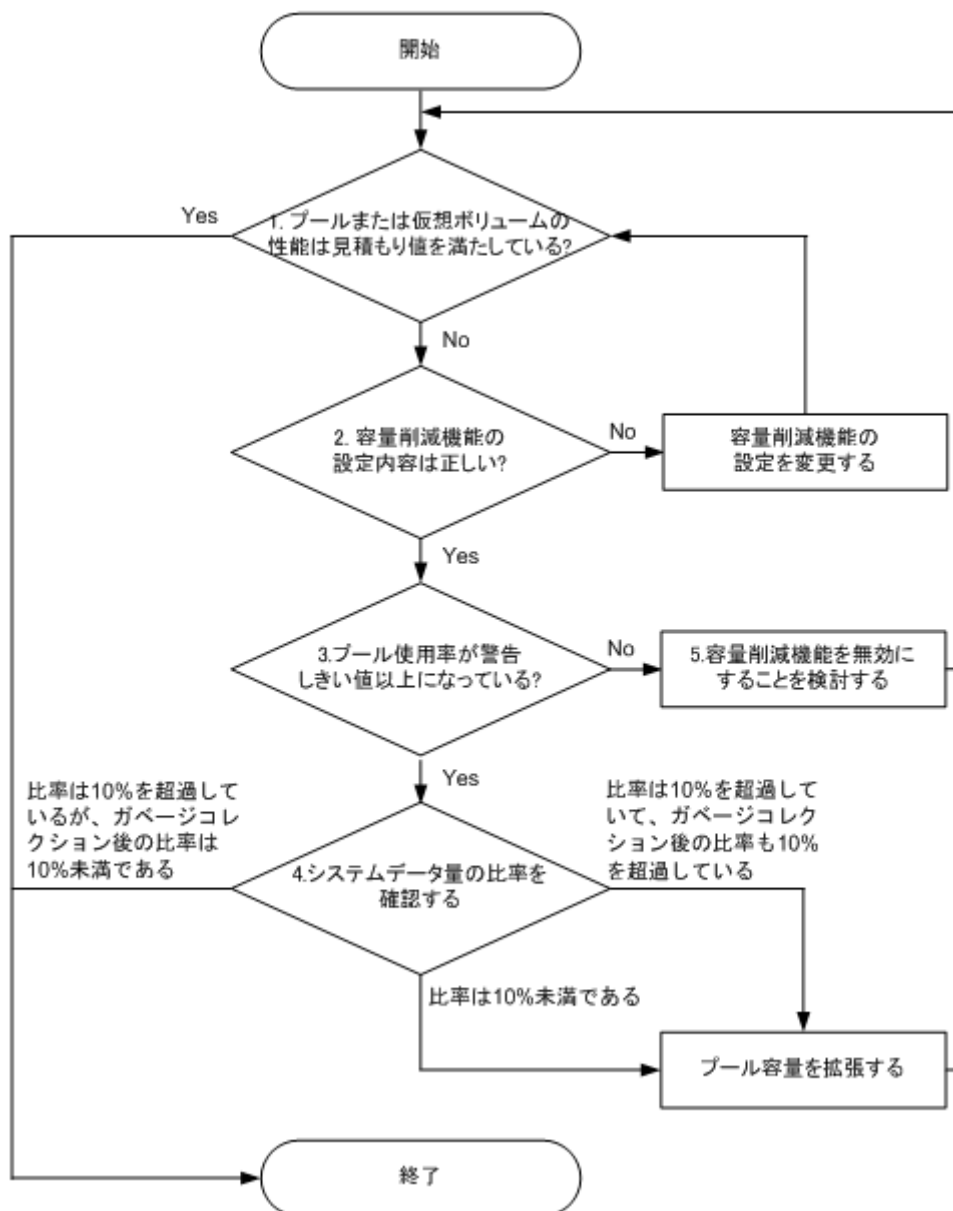 開始
Yes
1. プールまたは仮想ボリュームの
性能は見積もり値を満たしている?
No
2. 容量削減機能の
設定内容は正しい?
No
容量削減機能の
設定を変更する
Yes
3.プール使用率が警告
しきい値以上になっている?
No
5.容量削減機能を無効に
することを検討する
Yes
比率は10%を超過して
いるが、ガベージコレ
クション後の比率は
10%未満である
4.システムデータ量の比率を
確認する
比率は10%を超過して
いて、ガベージコレク
ション後の比率も10%
を超過している
比率は10%未満である
プール容量を拡張する
終了